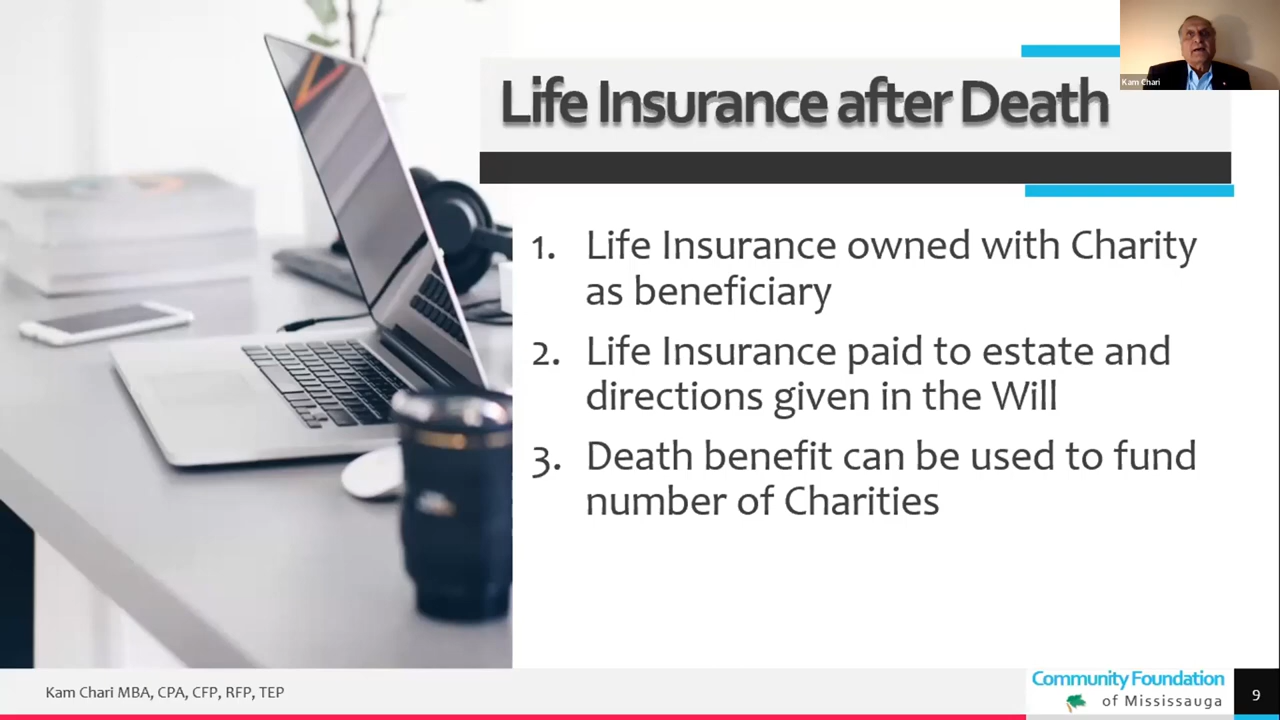 Kam Chari
Life Insurance after Death
1. Life Insurance owned with Charity
as beneficiary
2. Life Insurance paid to estate and
directions given in the Will
3. Death benefit can be used to fund
number of Charities
Kam Chari MBA, CPA, CFP, RFP, TEP
Community Foundation
of Mississauga
9